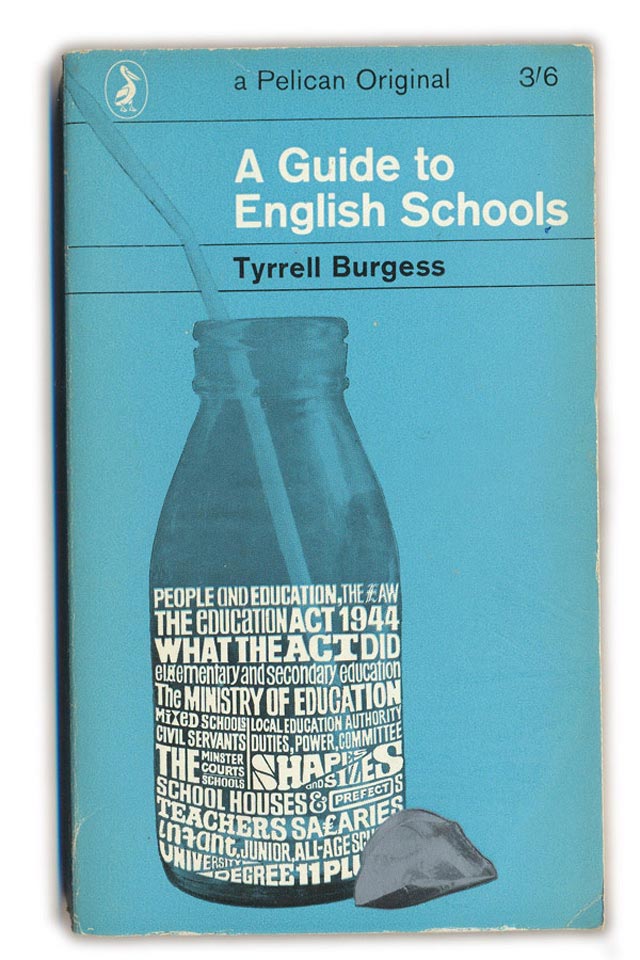 a Pelican Original 3/6
A Guide to
English Schools
Tyrrell Burgess
PEOPLE AND EDUCATION, THE LAW
THE EDUCATION ACT 1944
WHAT THE ACT DID
elementary and secondary education
The MINISTRY OF EDUCATION
MIXED SCHOOLS LOCAL EDUCATION AUTHORITY
CIVIL SERVANTS DUTIES, POWER, COMMITTEE
THE MINSTER COURTS SCHOOLS SHAPES and SIZES
SCHOOL HOUSES & PREFECTS
TEACHERS SA£ARIES
infant, JUNIOR, ALL-AGE
UNIVERSITY
DEGREE 11